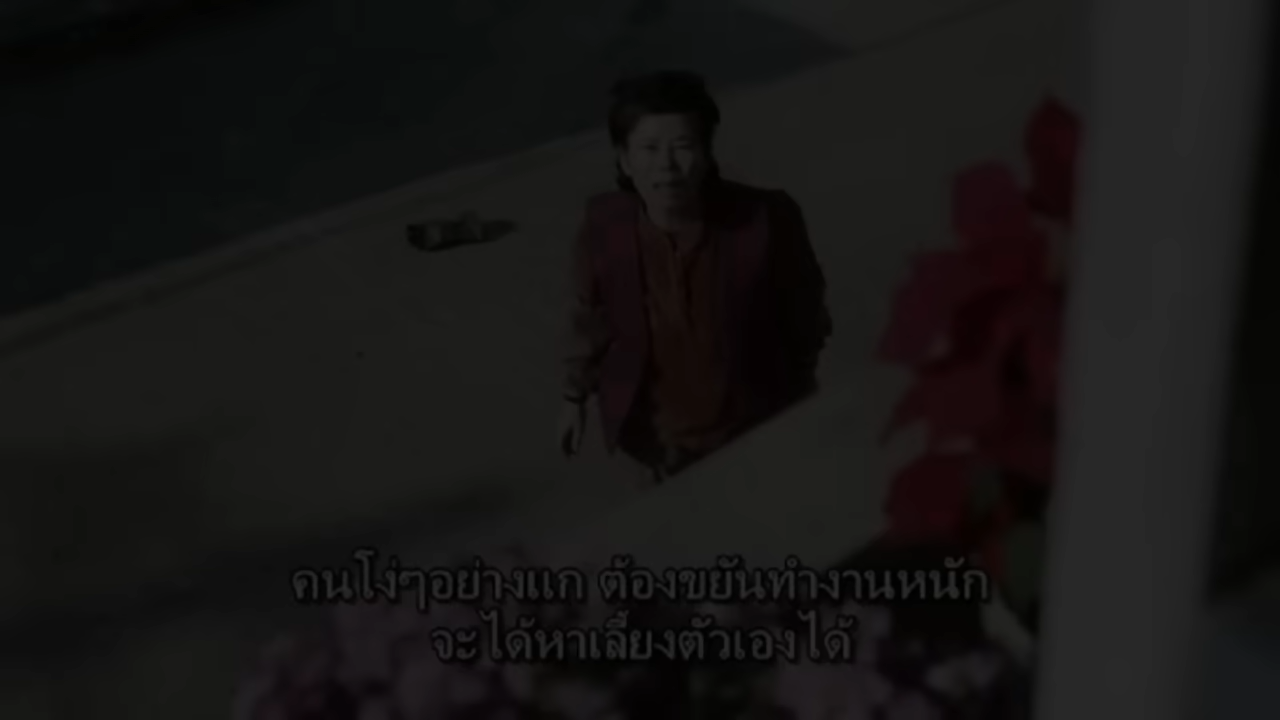 คนโง่ๆอย่างแก ต้องขยันทำงานหนัก
จะได้หาเลี้ยงตัวเองได้